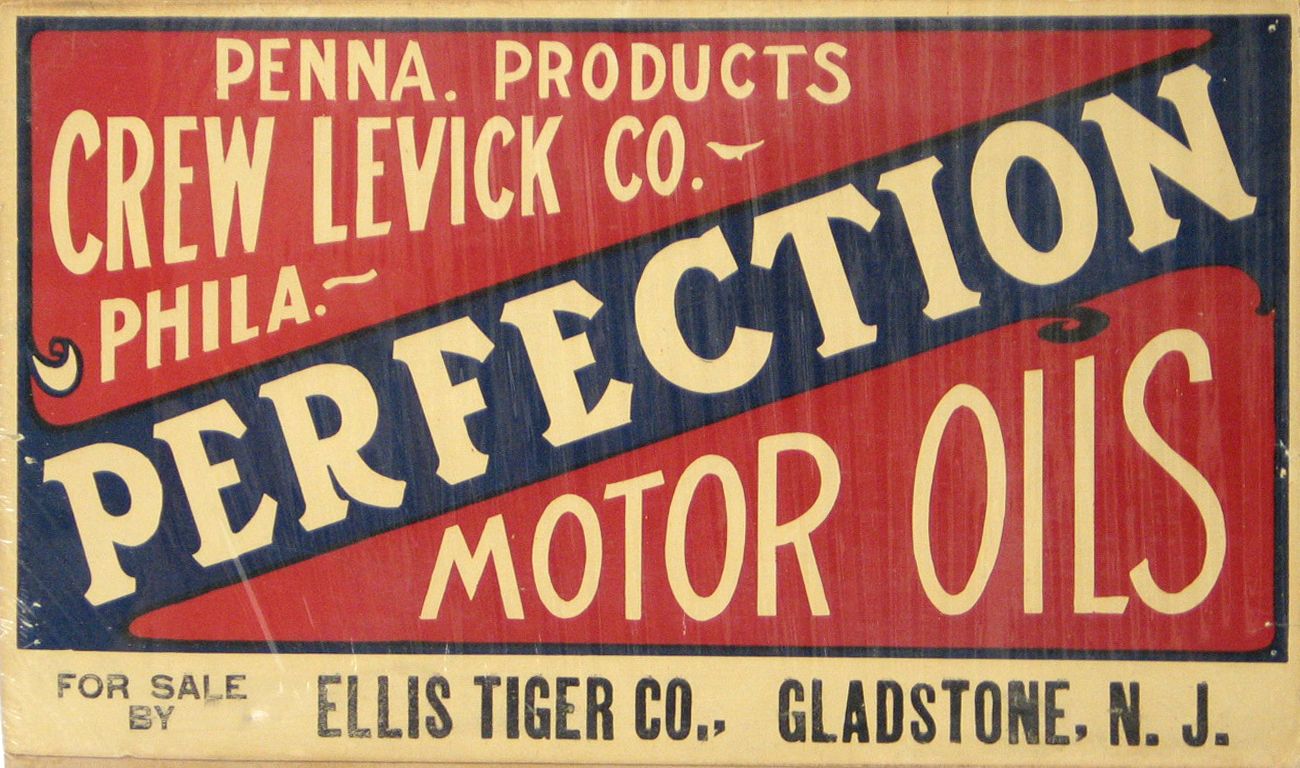 PENNA. PRODUCTS
CREW LEVICK CO.~
PHILA.~
PERFECTION
MOTOR OILS
FOR SALE
BY
ELLIS TIGER CO., GLADSTONE, N. J.